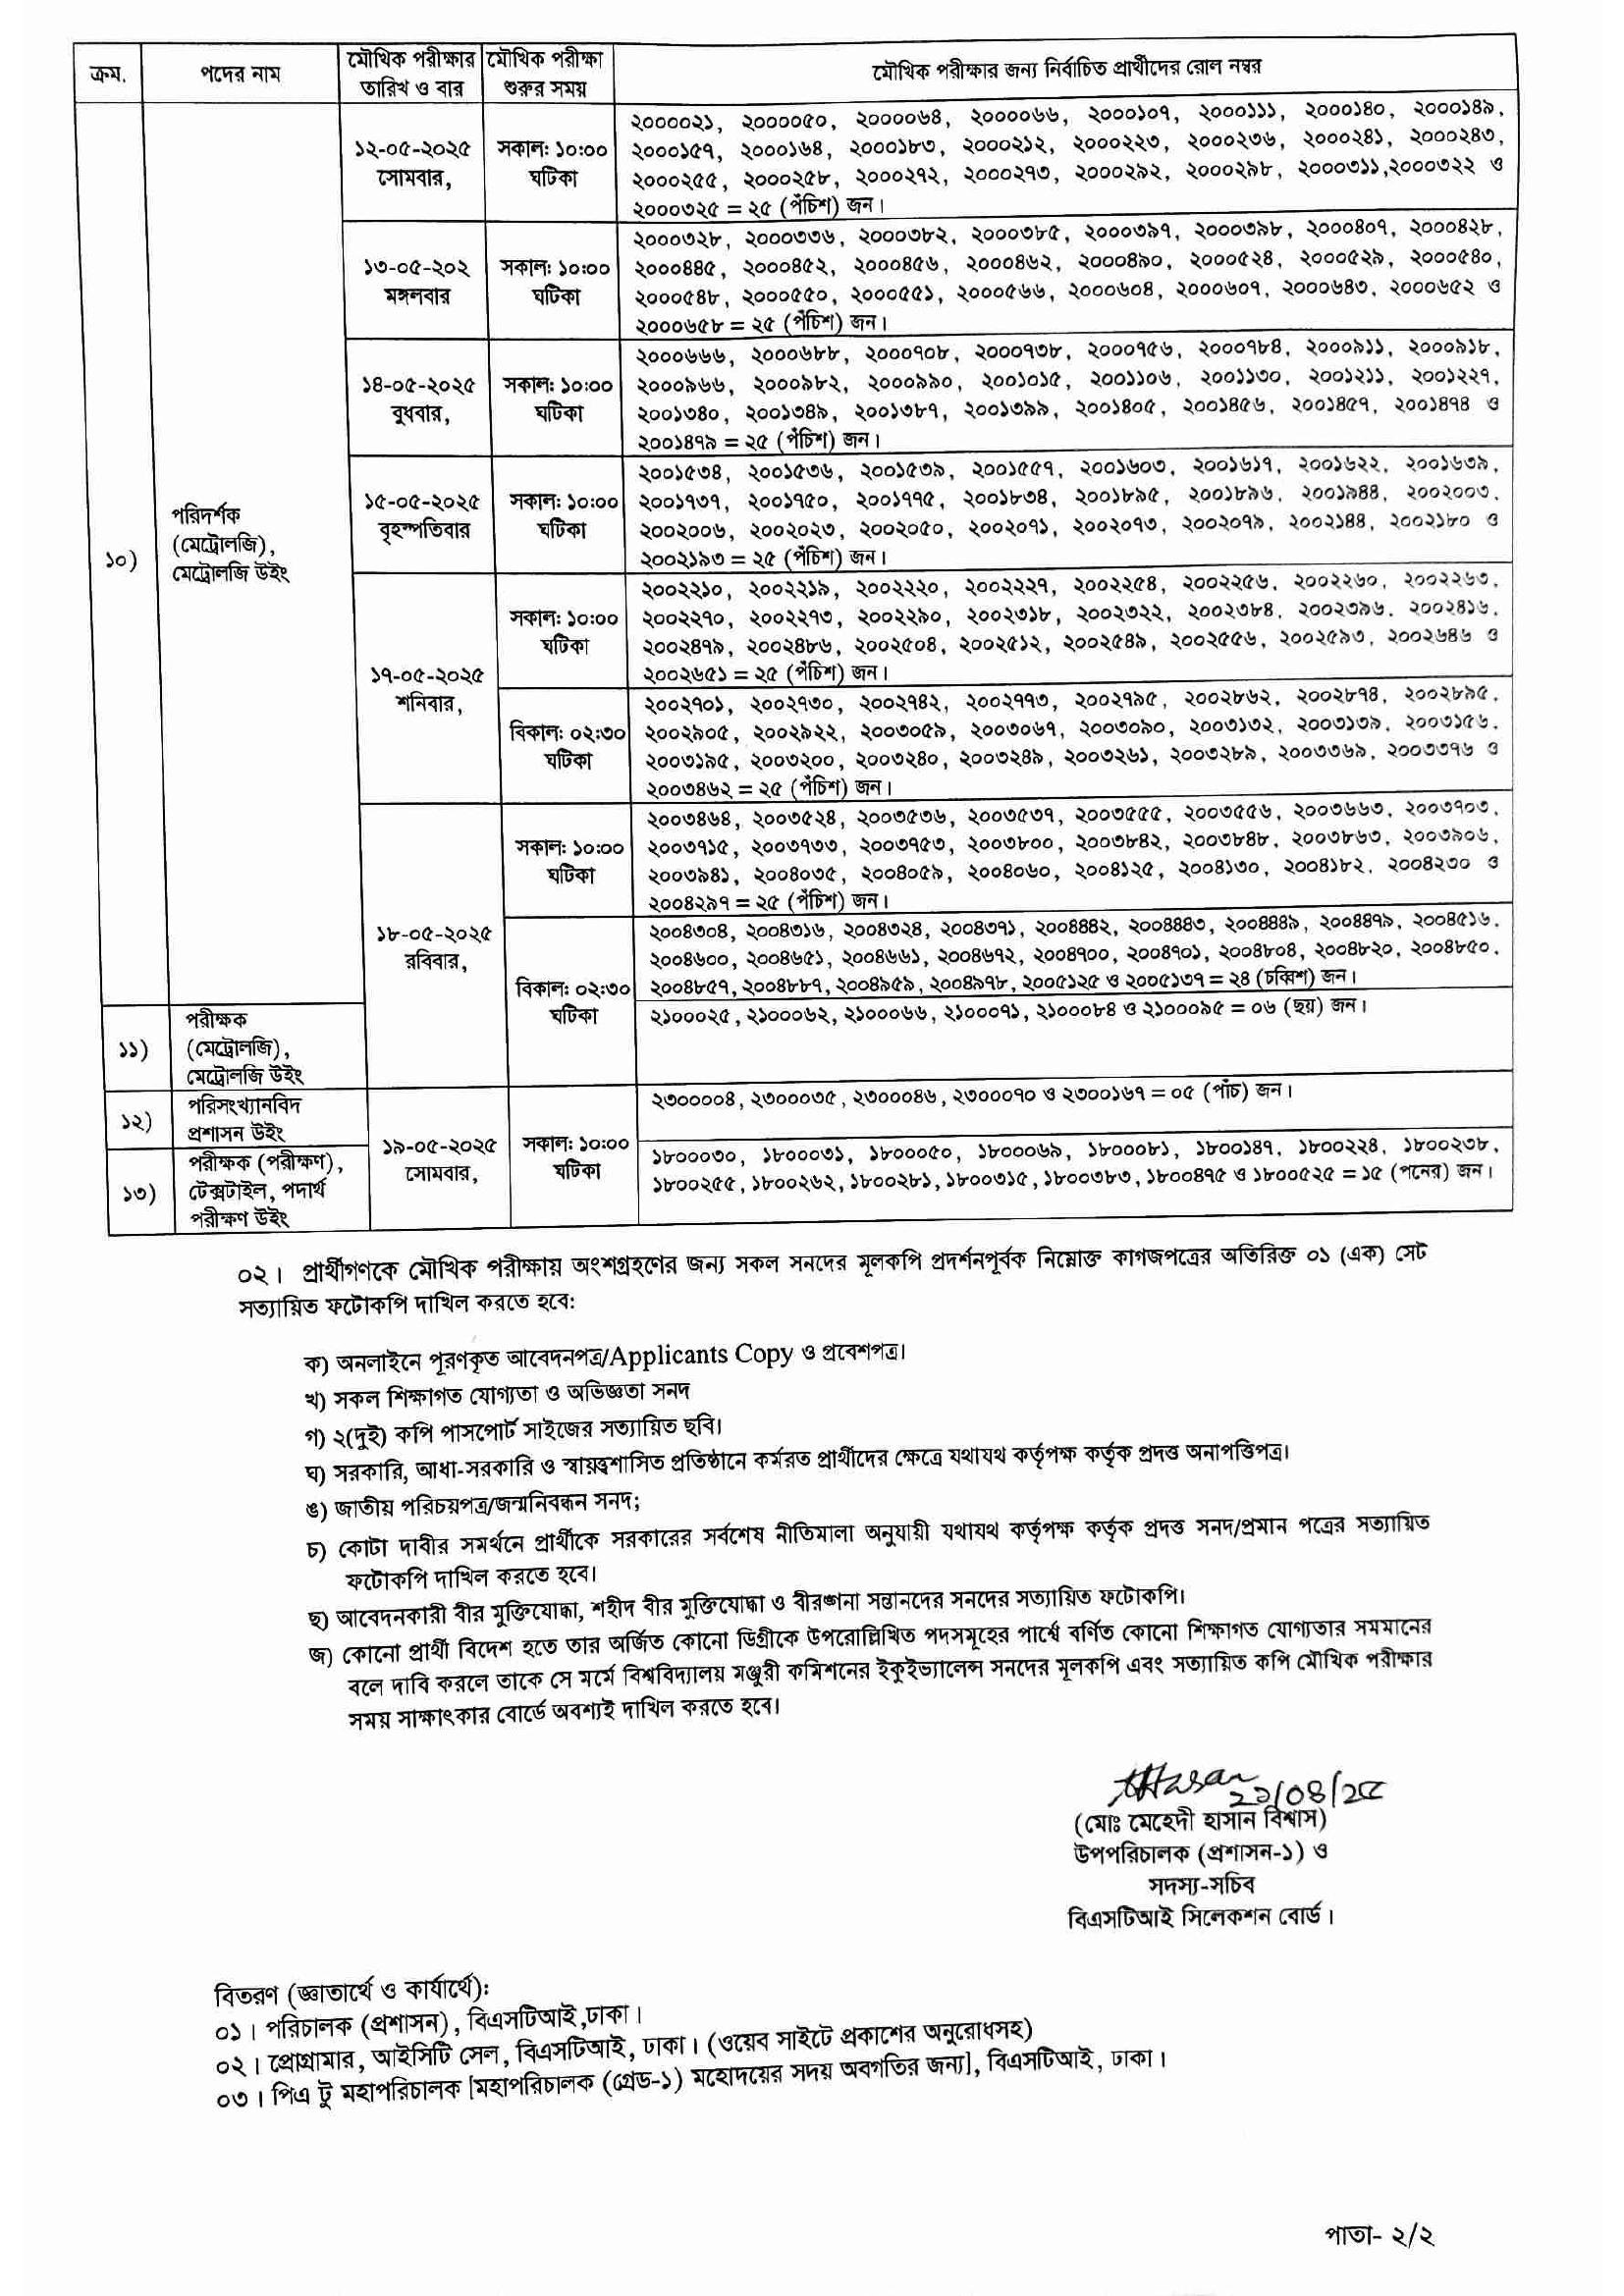 ক্রম.
পদের নাম
মৌখিক পরীক্ষার
তারিখ ও বার
মৌখিক পরীক্ষা
শুরুর সময়
মৌখিক পরীক্ষার জন্য নির্বাচিত প্রার্থীদের রোল নম্বর
১০)
পরিদর্শক
(মেট্রোলজি),
মেট্রোলজি উইং
১২-০৫-২০২৫
সোমবার,
সকাল: ১০:০০
ঘটিকা
২০০০০২১, ২০০০০৫০, ২০০০০৬৪, ২০০০০৬৬, ২০০০১০৭, ২০০০১১১, ২০০০১৪০, ২০০০১৪৯,
২০০০১৫৭, ২০০০১৬৪, ২০০০১৮৩, ২০০০২১২, ২০০০২২৩, ২০০০২৩৬, ২০০০২৪১, ২০০০২৪৩,
২০০০২৫৫, ২০০০২৫৮, ২০০০২৭২, ২০০০২৭৩, ২০০০২৯২, ২০০০২৯৮, ২০০০৩১১,২০০০৩২২ ও
২০০০৩২৫ = ২৫ (পঁচিশ) জন।
১৩-০৫-২০২
মঙ্গলবার
সকাল: ১০:০০
ঘটিকা
২০০০৩২৮, ২০০০৩৩৬, ২০০০৩৮২, ২০০০৩৮৫, ২০০০৩৯৭, ২০০০৩৯৮, ২০০০৪০৭, ২০০০৪২৮,
২০০০৪৪৫, ২০০০৪৫২, ২০০০৪৫৬, ২০০০৪৬২, ২০০০৪৯০, ২০০০৫২৪, ২০০০৫২৯, ২০০০৫৪০,
২০০০৫৪৮, ২০০০৫৫০, ২০০০৫৫১, ২০০০৫৬৬, ২০০০৬০৪, ২০০০৬০৭, ২০০০৬৪৩, ২০০০৬৫২ ও
২০০০৬৫৮ = ২৫ (পঁচিশ) জন।
১৪-০৫-২০২৫
বুধবার,
সকাল: ১০:০০
ঘটিকা
২০০০৬৬৬, ২০০০৬৮৮, ২০০০৭০৮, ২০০০৭৩৮, ২০০০৭৫৬, ২০০০৭৮৪, ২০০০৯১১, ২০০০৯১৮,
২০০০৯৬৬, ২০০০৯৮২, ২০০০৯৯০, ২০০১০১৫, ২০০১১০৬, ২০০১১৩০, ২০০১২১১, ২০০১২২৭,
২০০১৩৪০, ২০০১৩৪৯, ২০০১৩৮৭, ২০০১৩৯৯, ২০০১৪০৫, ২০০১৪৫৬, ২০০১৪৫৭, ২০০১৪৭৪ ও
২০০১৪৭৯ = ২৫ (পঁচিশ) জন।
১৫-০৫-২০২৫
বৃহস্পতিবার
সকাল: ১০:০০
ঘটিকা
২০০১৫৩৪, ২০০১৫৩৬, ২০০১৫৩৯, ২০০১৫৫৭, ২০০১৬০৩, ২০০১৬১৭, ২০০১৬২২, ২০০১৬৩৯,
২০০১৭৩৭, ২০০১৭৫০, ২০০১৭৭৫, ২০০১৮৩৪, ২০০১৮৯৫, ২০০১৮৯৬, ২০০১৯৪৪, ২০০২০০৩,
২০০২০০৬, ২০০২০২৩, ২০০২০৫০, ২০০২০৭১, ২০০২০৭৩, ২০০২০৭৯, ২০০২১৪৪, ২০০২১৮০ ও
২০০২১৯৩ = ২৫ (পঁচিশ) জন।
১৭-০৫-২০২৫
শনিবার,
সকাল: ১০:০০
ঘটিকা
২০০২২১০, ২০০২২১৯, ২০০২২২০, ২০০২২২৭, ২০০২২৫৪, ২০০২২৫৬, ২০০২২৬০, ২০০২২৬৩,
২০০২২৭০, ২০০২২৭৩, ২০০২২৯০, ২০০২৩১৮, ২০০২৩২২, ২০০২৩৮৪, ২০০২৩৯৬, ২০০২৪১৬,
২০০২৪৭৯, ২০০২৪৮৬, ২০০২৫০৪, ২০০২৫১২, ২০০২৫৪৯, ২০০২৫৫৬, ২০০২৫৯৩, ২০০২৬৪৬ ও
২০০২৬৫১ = ২৫ (পঁচিশ) জন।
বিকাল: ০২:৩০
ঘটিকা
২০০২৭০১, ২০০২৭৩০, ২০০২৭৪২, ২০০২৭৭৩, ২০০২৭৯৫, ২০০২৮৬২, ২০০২৮৭৪, ২০০২৮৯৫,
২০০২৯০৫, ২০০২৯২২, ২০০৩০৫৯, ২০০৩০৬৭, ২০০৩০৯০, ২০০৩১৩২, ২০০৩১৩৯, ২০০৩১৫৬,
২০০৩১৯৫, ২০০৩২০০, ২০০৩২৪০, ২০০৩২৪৯, ২০০৩২৬১, ২০০৩২৮৯, ২০০৩৩৬৯, ২০০৩৩৭৬ ও
২০০৩৪৬২ = ২৫ (পঁচিশ) জন।
১৮-০৫-২০২৫
রবিবার,
সকাল: ১০:০০
ঘটিকা
২০০৩৪৬৪, ২০০৩৫২৪, ২০০৩৫৩৬, ২০০৩৫৩৭, ২০০৩৫৫৫, ২০০৩৫৫৬, ২০০৩৬৬৩, ২০০৩৭০৩,
২০০৩৭১৫, ২০০৩৭৩৩, ২০০৩৭৫৩, ২০০৩৮০০, ২০০৩৮৪২, ২০০৩৮৪৮, ২০০৩৮৬৩, ২০০৩৯০৬,
২০০৩৯৪১, ২০০৪০৩৫, ২০০৪০৫৯, ২০০৪০৬০, ২০০৪১২৫, ২০০৪১৩০, ২০০৪১৮২, ২০০৪২৩০ ও
২০০৪২৯৭ = ২৫ (পঁচিশ) জন।
বিকাল: ০২:৩০
ঘটিকা
২০০৪৩০৪, ২০০৪৩১৬, ২০০৪৩২৪, ২০০৪৩৭১, ২০০৪৪৪২, ২০০৪৪৪৩, ২০০৪৪৪৯, ২০০৪৪৭৯, ২০০৪৫১৬,
২০০৪৬০০, ২০০৪৬৫১, ২০০৪৬৬১, ২০০৪৬৭২, ২০০৪৭০০, ২০০৪৭০১, ২০০৪৮০৪, ২০০৪৮২০, ২০০৪৮৫০,
২০০৪৮৫৭, ২০০৪৮৮৭, ২০০৪৯৫৯, ২০০৪৯৭৮, ২০০৫১২৫ ও ২০০৫১৩৭ = ২৪ (চব্বিশ) জন।
১১)
পরীক্ষক
(মেট্রোলজি),
মেট্রোলজি উইং
২১০০০২৫, ২১০০০৬২, ২১০০০৬৬, ২১০০০৭১, ২১০০০৮৪ ও ২১০০০৯৫ = ০৬ (ছয়) জন।
১২)
পরিসংখ্যানবিদ
প্রশাসন উইং
১৯-০৫-২০২৫
সোমবার,
সকাল: ১০:০০
ঘটিকা
২৩০০০০৪, ২৩০০০৩৫, ২৩০০০৪৬, ২৩০০০৭০ ও ২৩০০১৬৭ = ০৫ (পাঁচ) জন।
১৩)
পরীক্ষক (পরীক্ষণ),
টেক্সটাইল, পদার্থ
পরীক্ষণ উইং
১৮০০০৩০, ১৮০০০৩১, ১৮০০০৫০, ১৮০০০৬৯, ১৮০০০৮১, ১৮০০১৪৭, ১৮০০২২৪, ১৮০০২৩৮,
১৮০০২৫৫, ১৮০০২৬২, ১৮০০২৮১, ১৮০০৩১৫, ১৮০০৩৮৩, ১৮০০৪৭৫ ও ১৮০০৫২৫ = ১৫ (পনের) জন।
০২। প্রার্থীগণকে মৌখিক পরীক্ষায় অংশগ্রহণের জন্য সকল সনদের মূলকপি প্রদর্শনপূর্বক নিম্নোক্ত কাগজপত্রের অতিরিক্ত ০১ (এক) সেট
সত্যায়িত ফটোকপি দাখিল করতে হবে:
ক) অনলাইনে পূরণকৃত আবেদনপত্র/Applicants Copy ও প্রবেশপত্র।
খ) সকল শিক্ষাগত যোগ্যতা ও অভিজ্ঞতা সনদ
গ) ২(দুই) কপি পাসপোর্ট সাইজের সত্যায়িত ছবি।
ঘ) সরকারি, আধা-সরকারি ও স্বায়ত্ত্বশাসিত প্রতিষ্ঠানে কর্মরত প্রার্থীদের ক্ষেত্রে যথাযথ কর্তৃপক্ষ কর্তৃক প্রদত্ত অনাপত্তিপত্র।
ঙ) জাতীয় পরিচয়পত্র/জন্মনিবন্ধন সনদ;
চ) কোটা দাবীর সমর্থনে প্রার্থীকে সরকারের সর্বশেষ নীতিমালা অনুযায়ী যথাযথ কর্তৃপক্ষ কর্তৃক প্রদত্ত সনদ/প্রমান পত্রের সত্যায়িত
ফটোকপি দাখিল করতে হবে।
ছ) আবেদনকারী বীর মুক্তিযোদ্ধা, শহীদ বীর মুক্তিযোদ্ধা ও বীরঙ্গনা সন্তানদের সনদের সত্যায়িত ফটোকপি।
জ) কোনো প্রার্থী বিদেশ হতে তার অর্জিত কোনো ডিগ্রীকে উপরোল্লিখিত পদসমূহের পার্শ্বে বর্ণিত কোনো শিক্ষাগত যোগ্যতার সমমানের
বলে দাবি করলে তাকে সে মর্মে বিশ্ববিদ্যালয় মঞ্জুরী কমিশনের ইকুইভ্যালেন্স সনদের মূলকপি এবং সত্যায়িত কপি মৌখিক পরীক্ষার
সময় সাক্ষাৎকার বোর্ডে অবশ্যই দাখিল করতে হবে।
২১/০৪/২৫
(মোঃ মেহেদী হাসান বিশ্বাস)
উপপরিচালক (প্রশাসন-১) ও
সদস্য-সচিব
বিএসটিআই সিলেকশন বোর্ড।
বিতরণ (জ্ঞাতার্থে ও কার্যার্থে):
০১। পরিচালক (প্রশাসন), বিএসটিআই,ঢাকা।
০২। প্রোগ্রামার, আইসিটি সেল, বিএসটিআই, ঢাকা। (ওয়েব সাইটে প্রকাশের অনুরোধসহ)
০৩। পিএ টু মহাপরিচালক [মহাপরিচালক (গ্রেড-১) মহোদয়ের সদয় অবগতির জন্য], বিএসটিআই, ঢাকা।
পাতা- ২/২